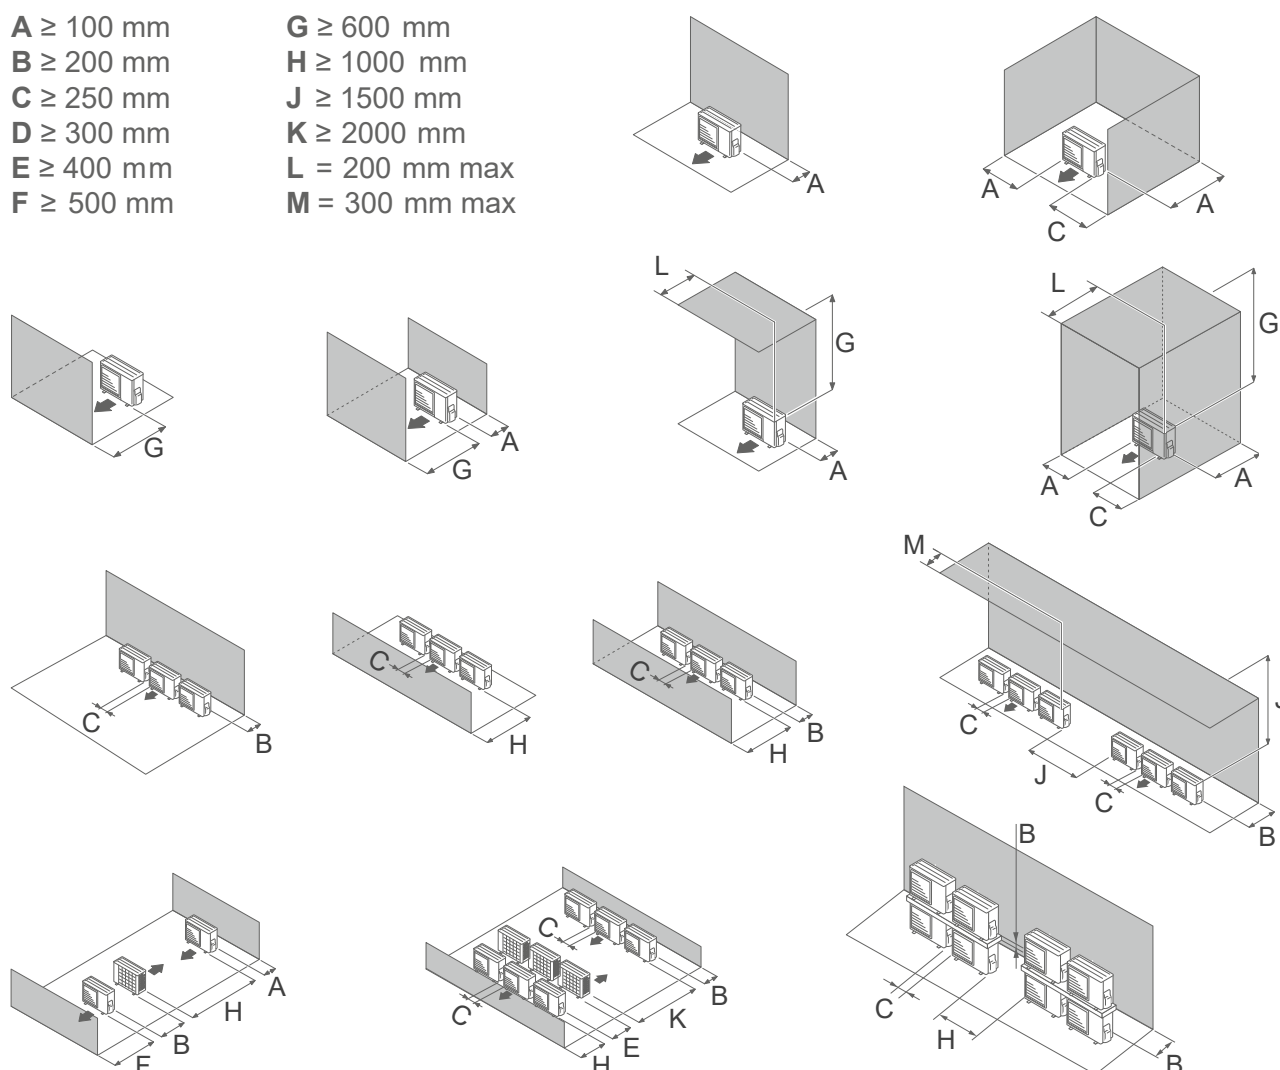 A ≥ 100 mm
B ≥ 200 mm
C ≥ 250 mm
D ≥ 300 mm
E ≥ 400 mm
F ≥ 500 mm
G ≥ 600 mm
H ≥ 1000 mm
J ≥ 1500 mm
K ≥ 2000 mm
L = 200 mm max
M = 300 mm max
A
A
C
A
G
G
A
L
G
A
L
G
A
C
A
C
B
C
H
C
H
B
M
C
J
C
J
B
A
H
B
C
C
B
K
E
H
B
C
H
B